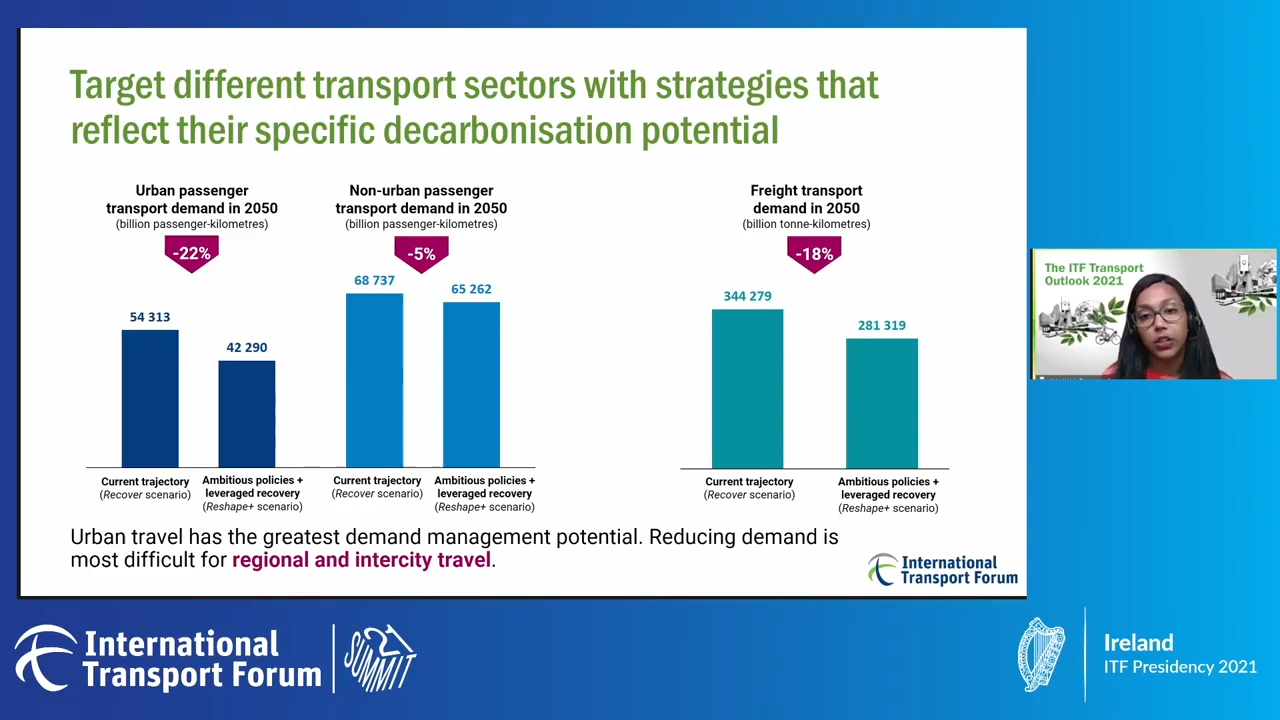 Target different transport sectors with strategies that
reflect their specific decarbonisation potential
Urban passenger
transport demand in 2050
(billion passenger-kilometres)
-22%
54 313
42 290
Current trajectory
(Recover scenario)
Ambitious policies +
leveraged recovery
(Reshape+ scenario)
Non-urban passenger
transport demand in 2050
(billion passenger-kilometres)
-5%
68 737
65 262
Current trajectory
(Recover scenario)
Ambitious policies +
leveraged recovery
(Reshape+ scenario)
Freight transport
demand in 2050
(billion tonne-kilometres)
-18%
344 279
281 319
Current trajectory
(Recover scenario)
Ambitious policies +
leveraged recovery
(Reshape+ scenario)
Urban travel has the greatest demand management potential. Reducing demand is
most difficult for regional and intercity travel.
International
Transport Forum
The ITF Transport
Outlook 2021
International
Transport Forum
SUMMIT
Ireland
ITF Presidency 2021